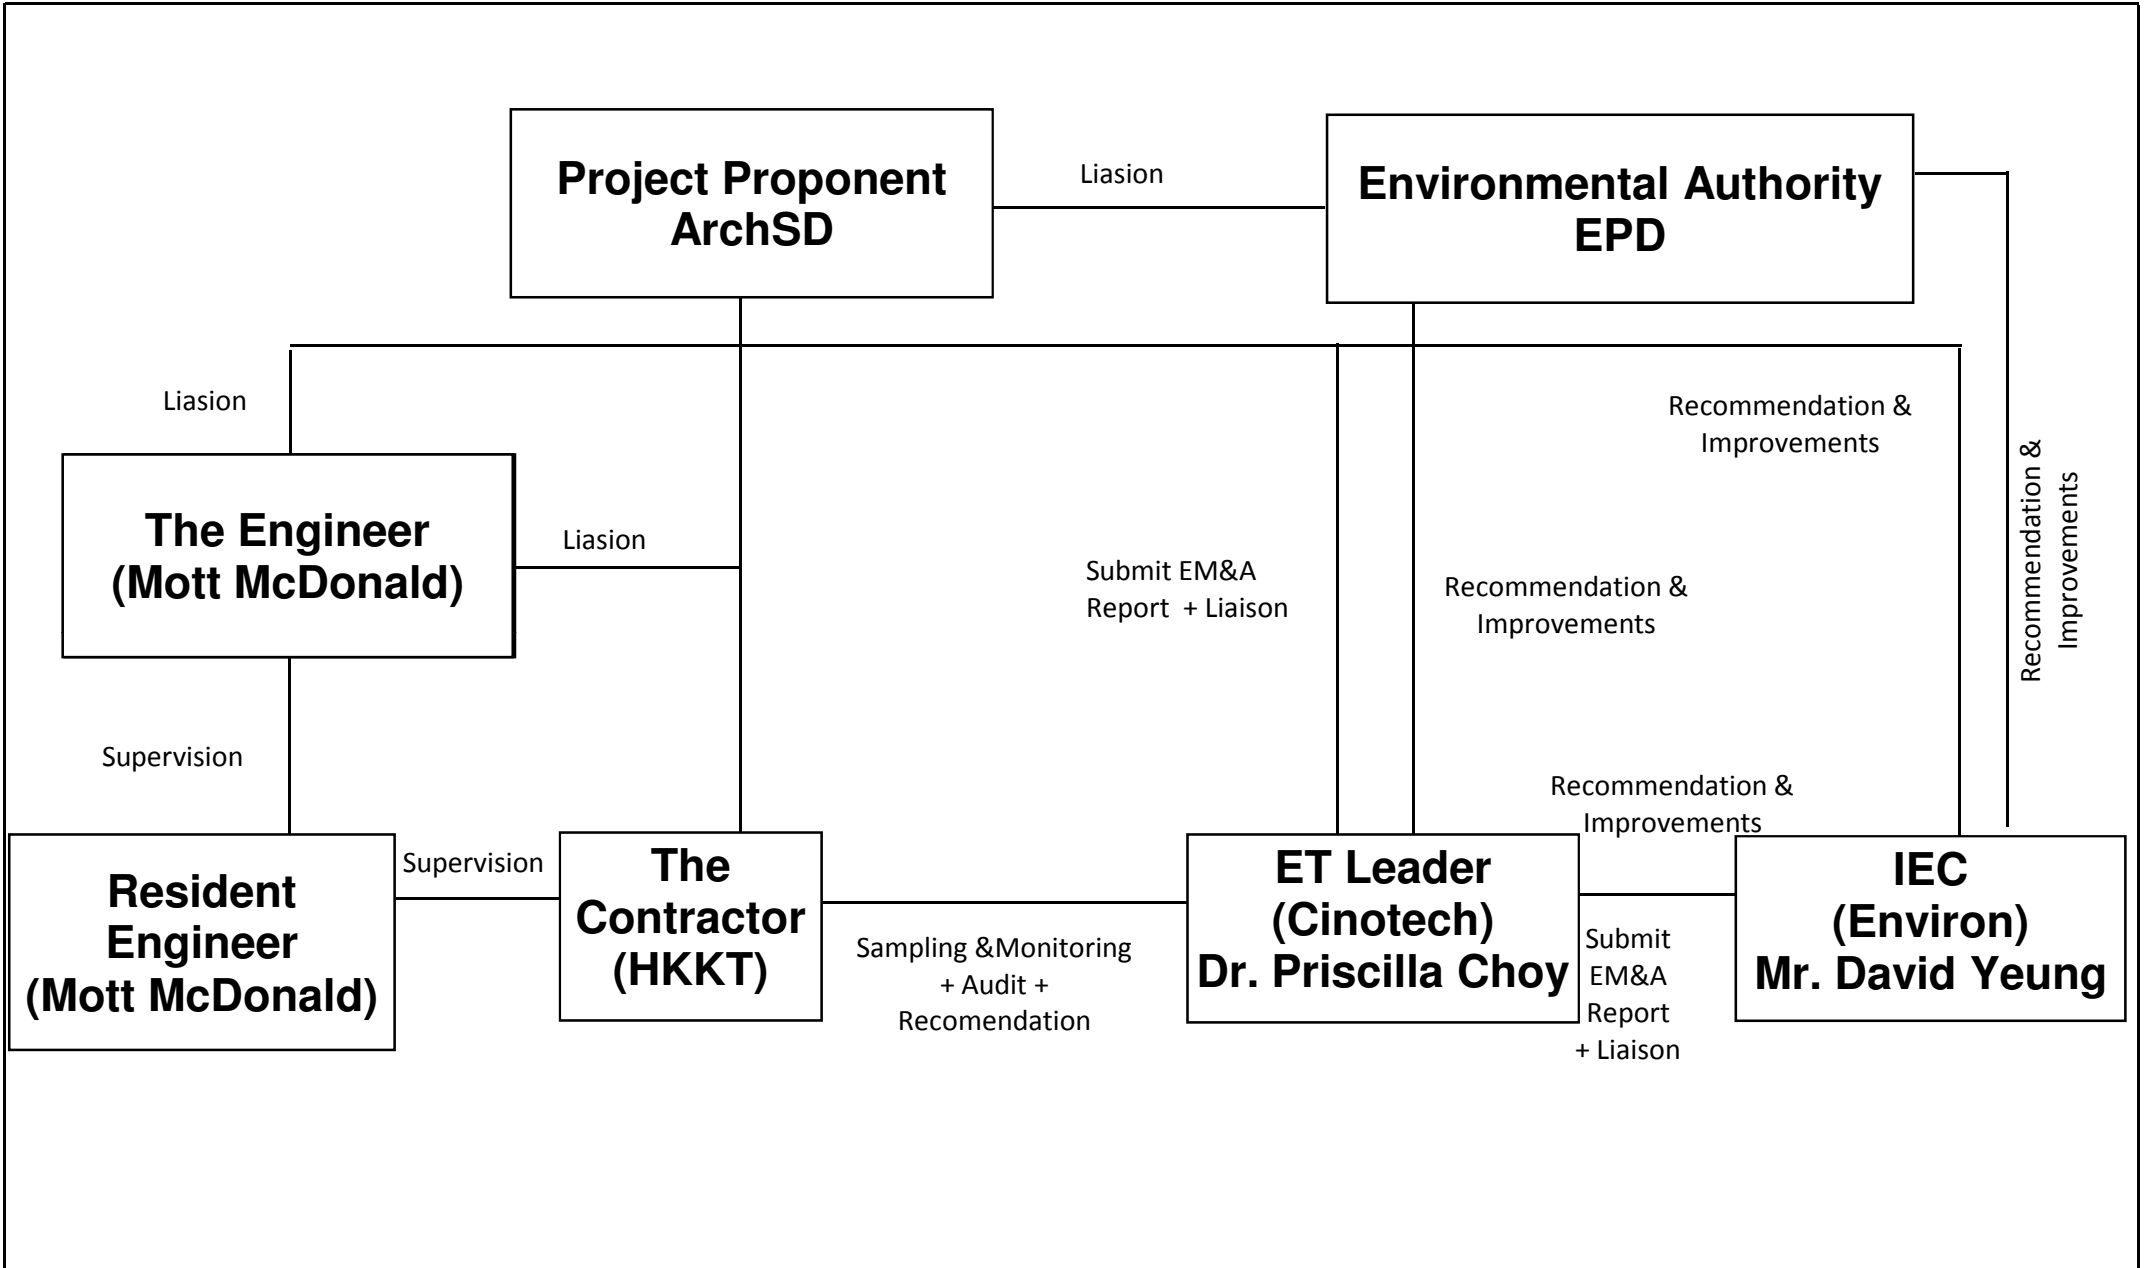 Project Proponent
ArchSD
Liasion
Environmental Authority
EPD
Liasion
Recommendation &
Improvements
Recommendation &
Improvements
The Engineer
(Mott McDonald)
Liasion
Submit EM&A
Report + Liaison
Recommendation &
Improvements
Supervision
Recommendation &
Improvements
Resident
Engineer
(Mott McDonald)
Supervision
The
Contractor
(HKKT)
Sampling &Monitoring
+ Audit +
Recomendation
ET Leader
(Cinotech)
Dr. Priscilla Choy
Submit
EM&A
Report
+ Liaison
IEC
(Environ)
Mr. David Yeung